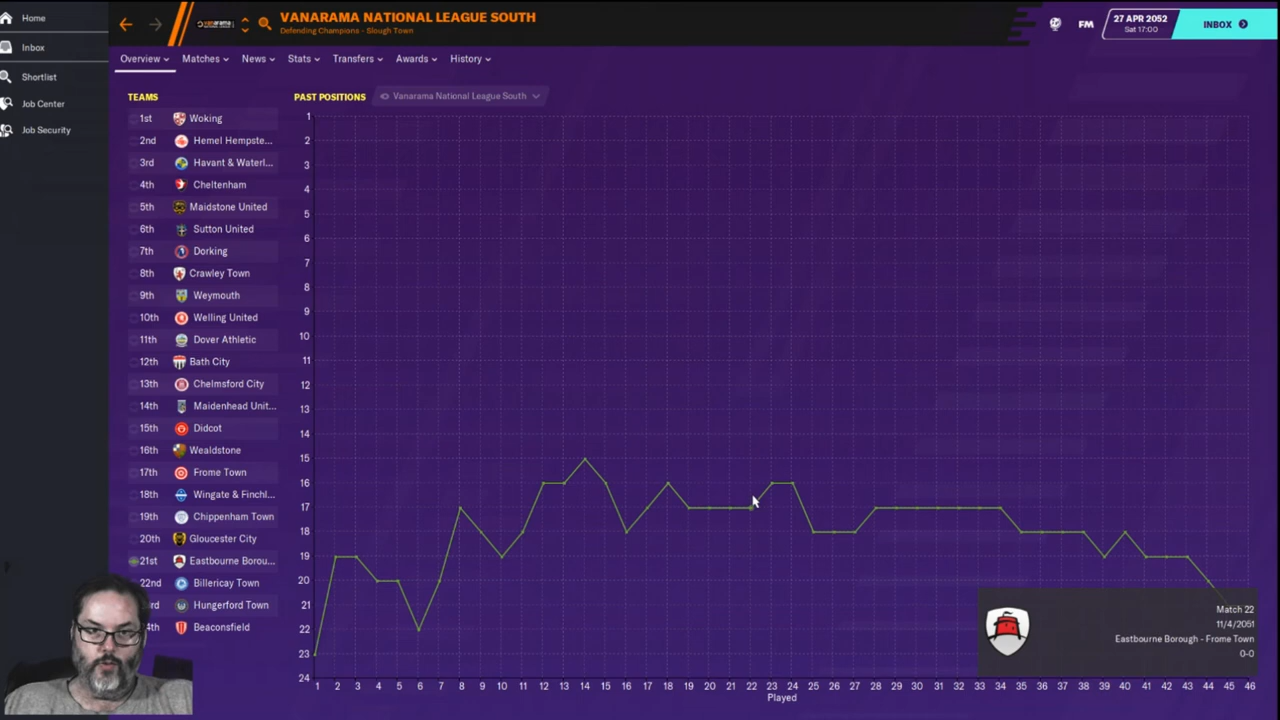 Home
Inbox
Shortlist
Job Center
Job Security
VANARAMA NATIONAL LEAGUE SOUTH
Defending Champions - Slough Town
FM
27 APR 2052
Sat 17:00
INBOX
Overview
Matches
News
Stats
Transfers
Awards
History
TEAMS
1st Woking
2nd Hemel Hempste...
3rd Havant & Waterl...
4th Cheltenham
5th Maidstone United
6th Sutton United
7th Dorking
8th Crawley Town
9th Weymouth
10th Welling United
11th Dover Athletic
12th Bath City
13th Chelmsford City
14th Maidenhead Unit...
15th Didcot
16th Wealdstone
17th Frome Town
18th Wingate & Finchl...
19th Chippenham Town
20th Gloucester City
21st Eastbourne Borou...
22nd Billericay Town
rd Hungerford Town
4th Beaconsfield
PAST POSITIONS
Vanarama National League South
1
2
3
4
5
6
7
8
9
10
11
12
13
14
15
16
17
18
19
20
21
22
23
24
1 2 3 4 5 6 7 8 9 10 11 12 13 14 15 16 17 18 19 20 21 22 23 24 25 26 27 28 29 30 31 32 33 34 35 36 37 38 39 40 41 42 43 44 45 46
Played
Match 22
11/4/2051
Eastbourne Borough - Frome Town
0-0